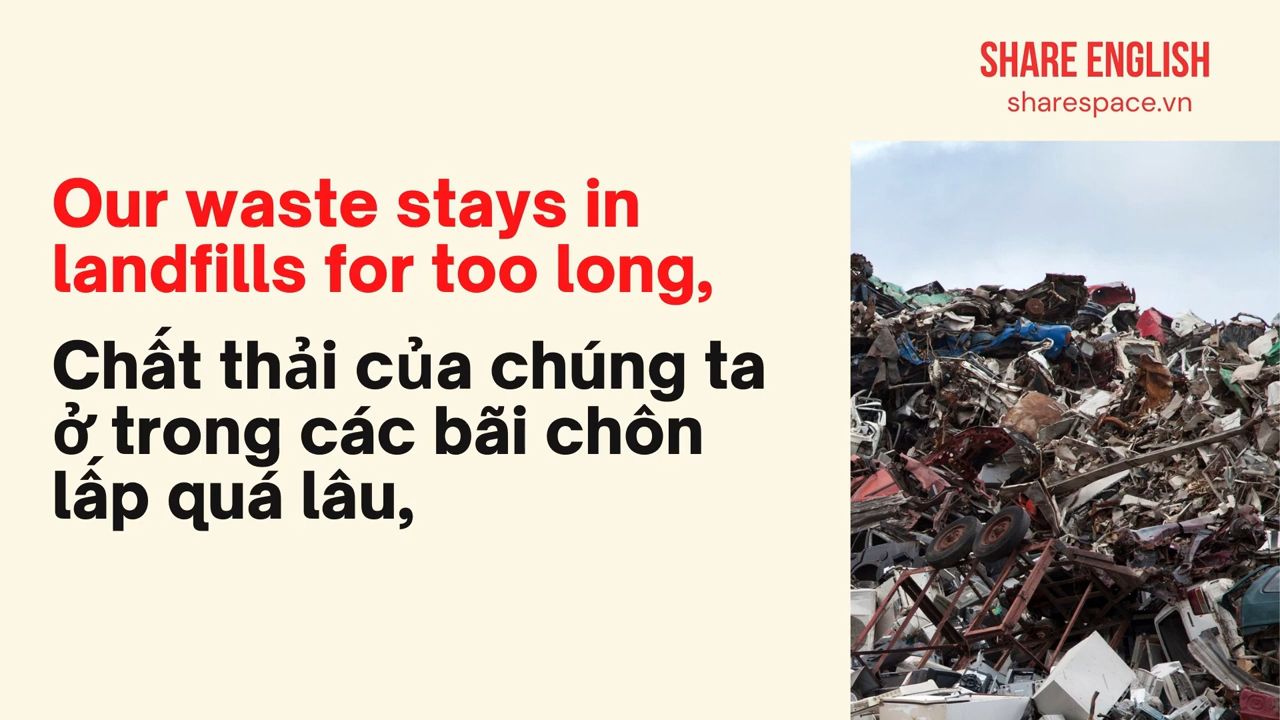 SHARE ENGLISH
sharespace.vn
Our waste stays in
landfills for too long,
Chất thải của chúng ta
ở trong các bãi chôn
lấp quá lâu,